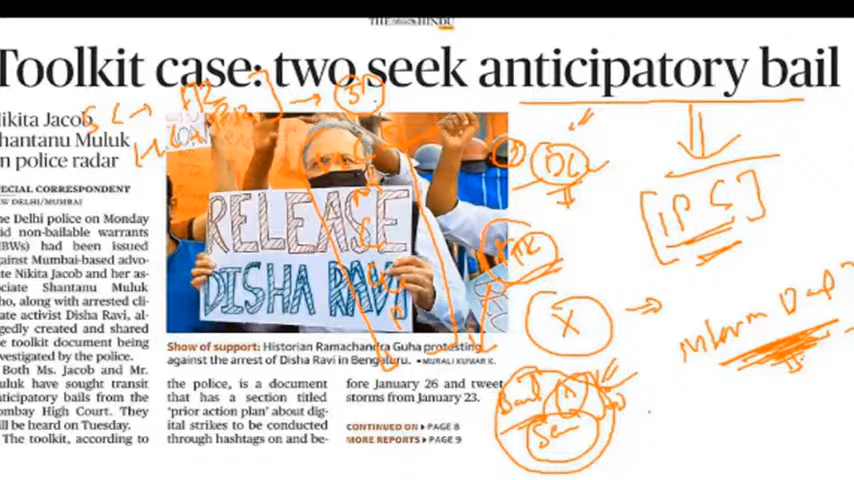 THE HINDU
Toolkit case: two seek anticipatory bail
Nikita Jacob,
Shantanu Muluk
on police radar
SPECIAL CORRESPONDENT
NEW DELHI/MUMBAI
The Delhi police on Monday
said non-bailable warrants
(NBWs) had been issued
against Mumbai-based advo-
cate Nikita Jacob and her as-
sociate Shantanu Muluk
who, along with arrested cli-
mate activist Disha Ravi, al-
legedly created and shared
the toolkit document being
investigated by the police.
Both Ms. Jacob and Mr.
Muluk have sought transit
anticipatory bails from the
Bombay High Court. They
will be heard on Tuesday.
The toolkit, according to
RELEASE
DISHA RAVI
Show of support: Historian Ramachandra Guha protesting
against the arrest of Disha Ravi in Bengaluru. •MURALI KUMAR K.
the police, is a document
that has a section titled
'prior action plan' about dig-
ital strikes to be conducted
through hashtags on and be-
fore January 26 and tweet
storms from January 23.
CONTINUED ON ▸ PAGE 8
MORE REPORTS ▸ PAGE 9
IPC
X
Bail